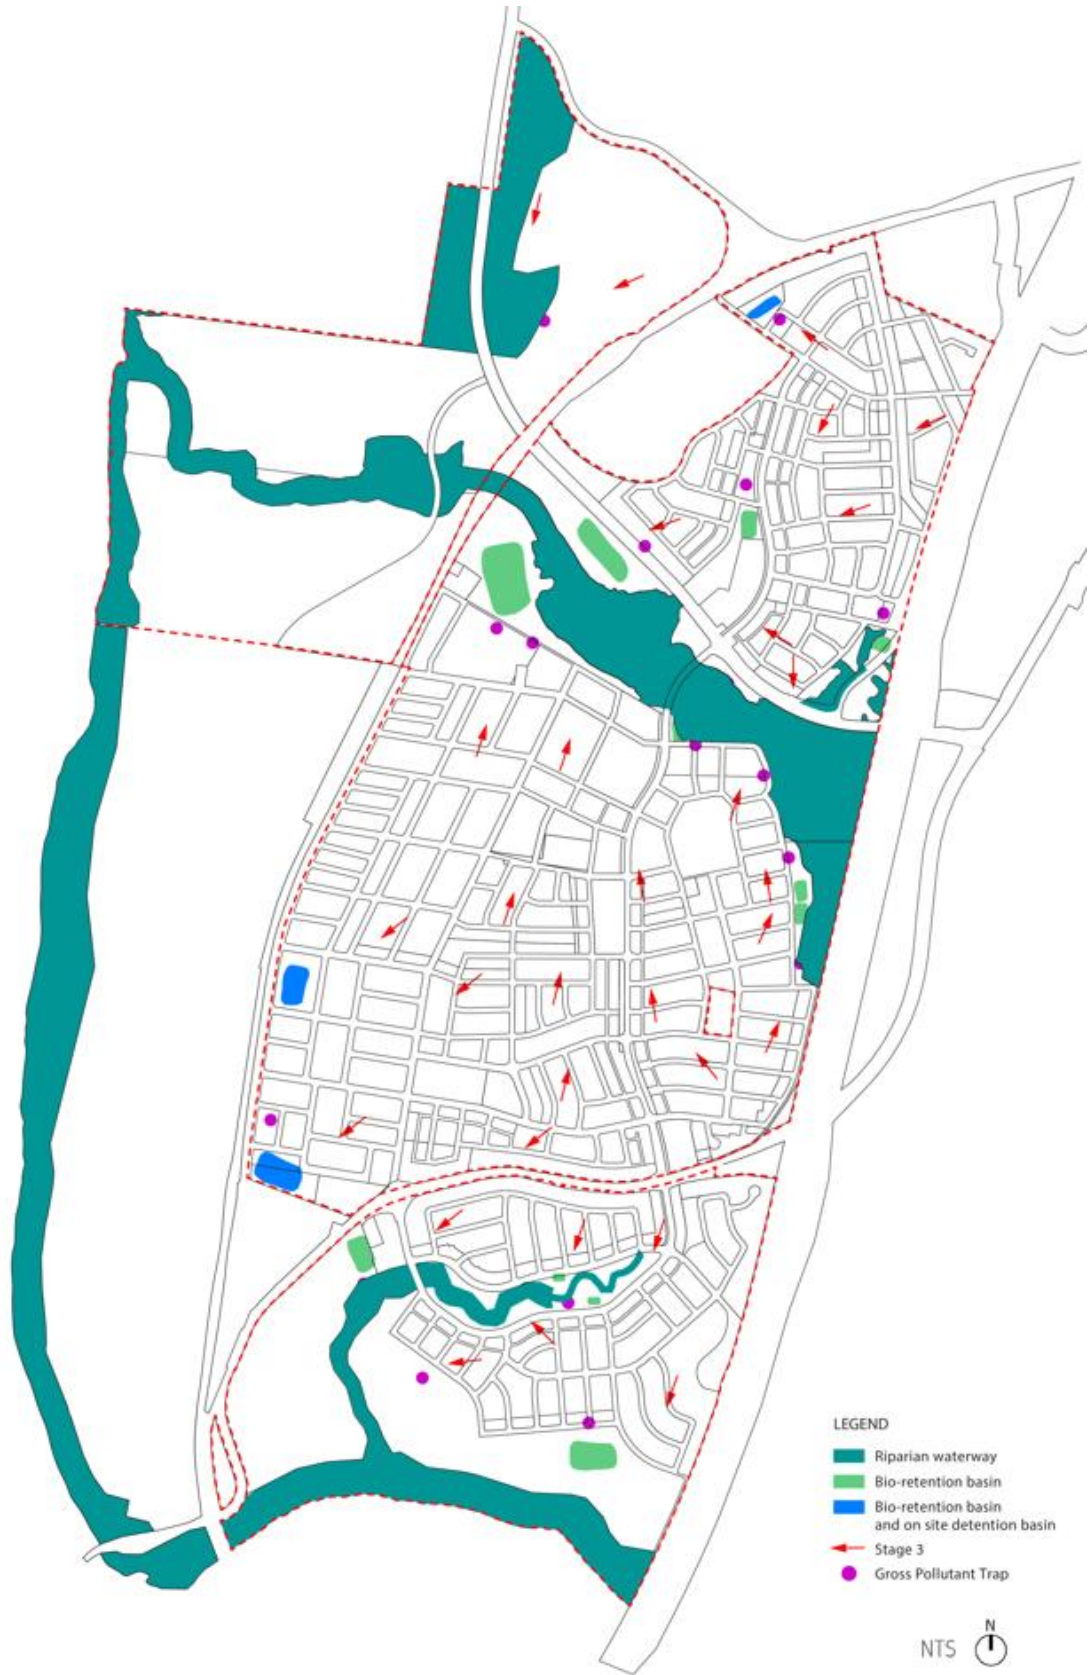 LEGEND
Riparian waterway
Bio-retention basin
Bio-retention basin
and on site detention basin
Stage 3
Gross Pollutant Trap
N
NTS